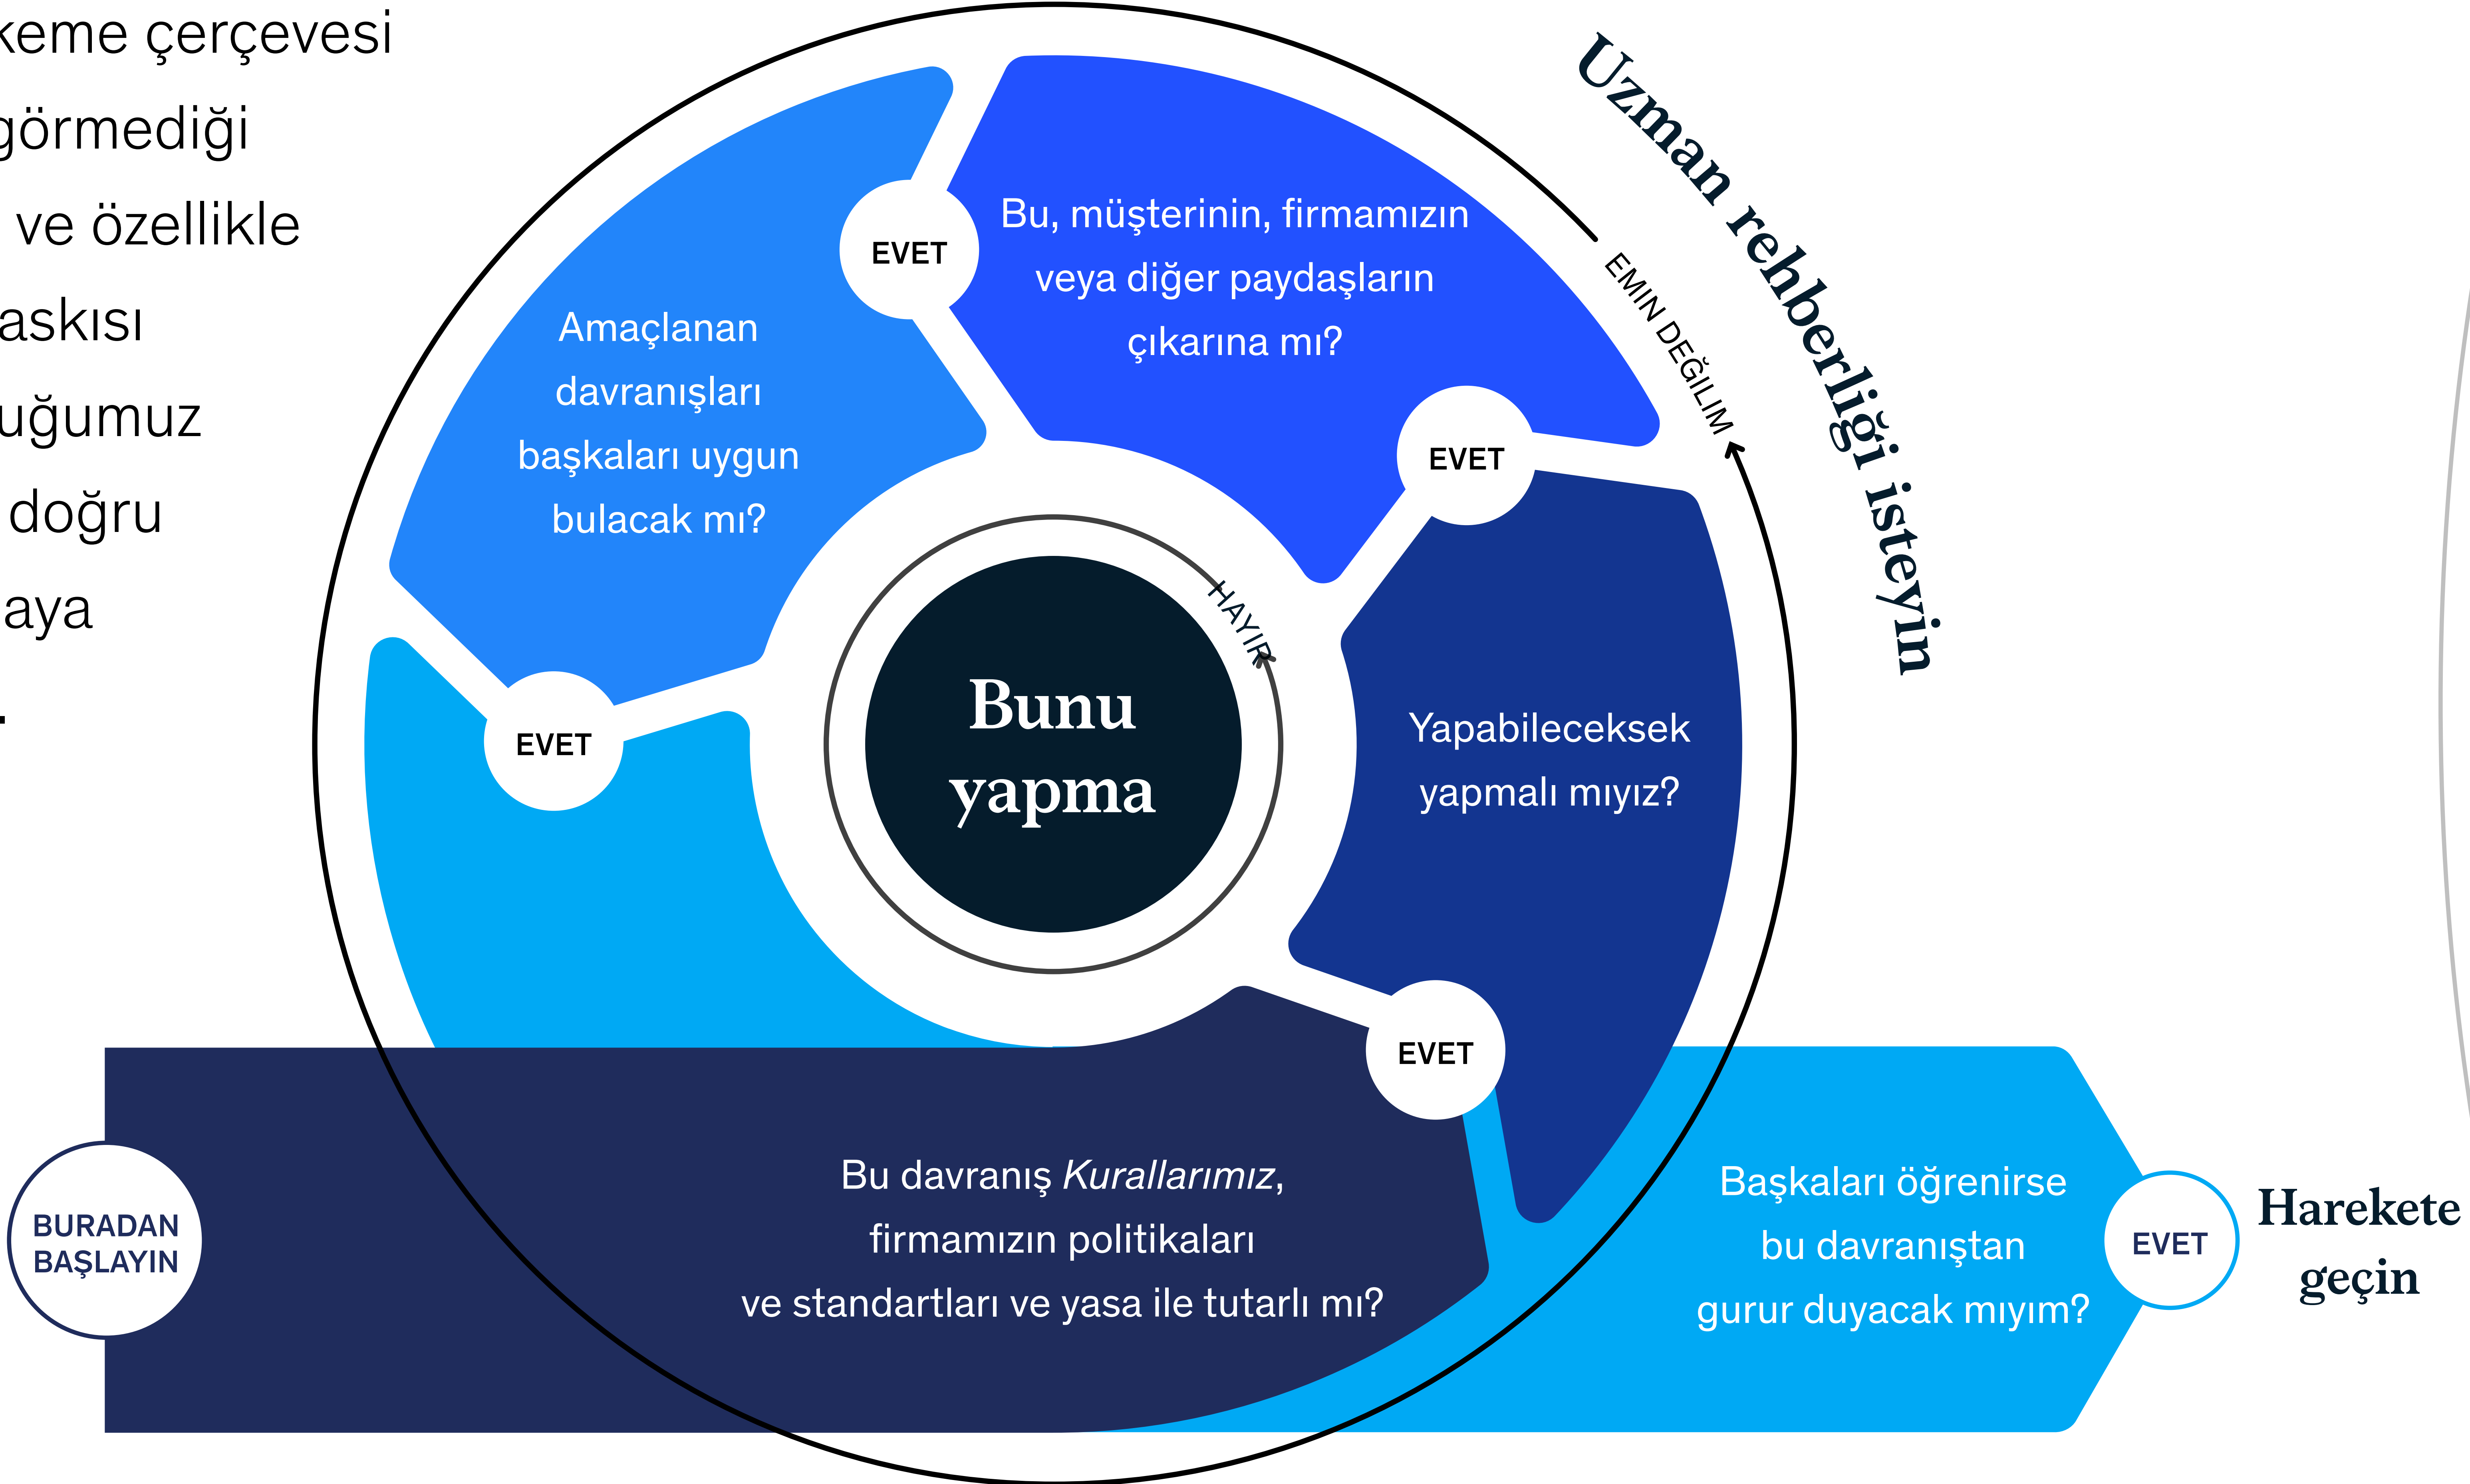 keme çerçevesi
görmediği
ve özellikle
askısı
uğumuz
doğru
aya
BURADAN
BAŞLAYIN
Bu davranış Kurallarımız,
firmamızın politikaları
ve standartları ve yasa ile tutarlı mı?
EVET
Yapabileceksek
yapmalı mıyız?
EVET
Bu, müşterinin, firmamızın
veya diğer paydaşların
çıkarına mı?
EVET
Amaçlanan
davranışları
başkaları uygun
bulacak mı?
EVET
Başkaları öğrenirse
bu davranıştan
gurur duyacak mıyım?
EVET
Harekete
geçin
HAYIR
Bunu
yapma
EMİN DEĞİLİM
Uzman rehberliği isteyin